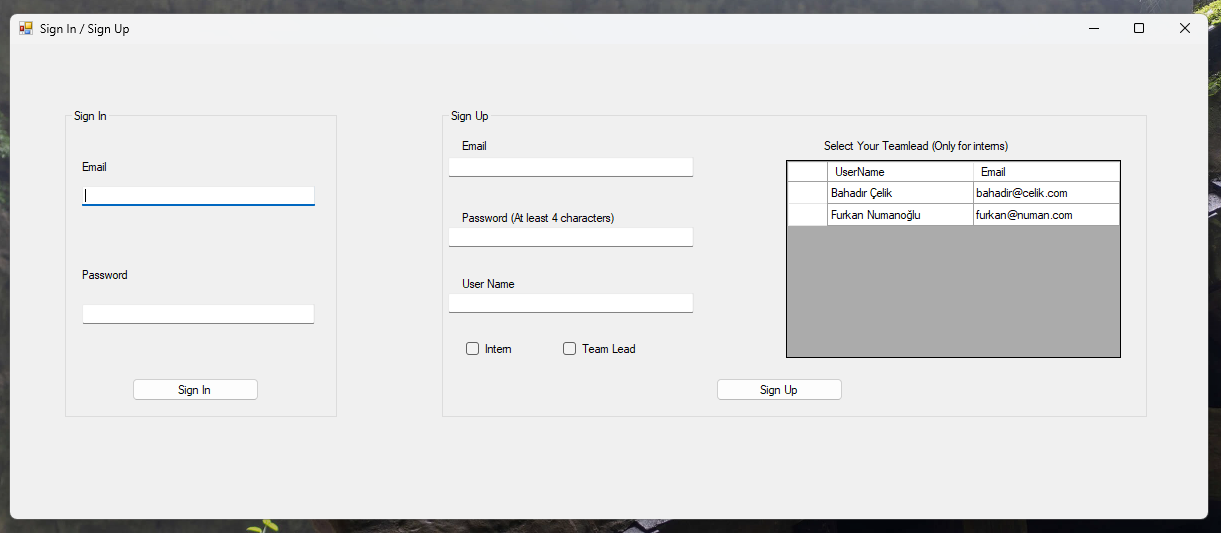 Sign In / Sign Up
Sign In
Email
Password
Sign In
Sign Up
Email
Password (At least 4 characters)
User Name
Intern
Team Lead
Select Your Teamlead (Only for interns)
UserName Email
Bahadır Çelik bahadir@celik.com
Furkan Numanoğlu furkan@numan.com
Sign Up